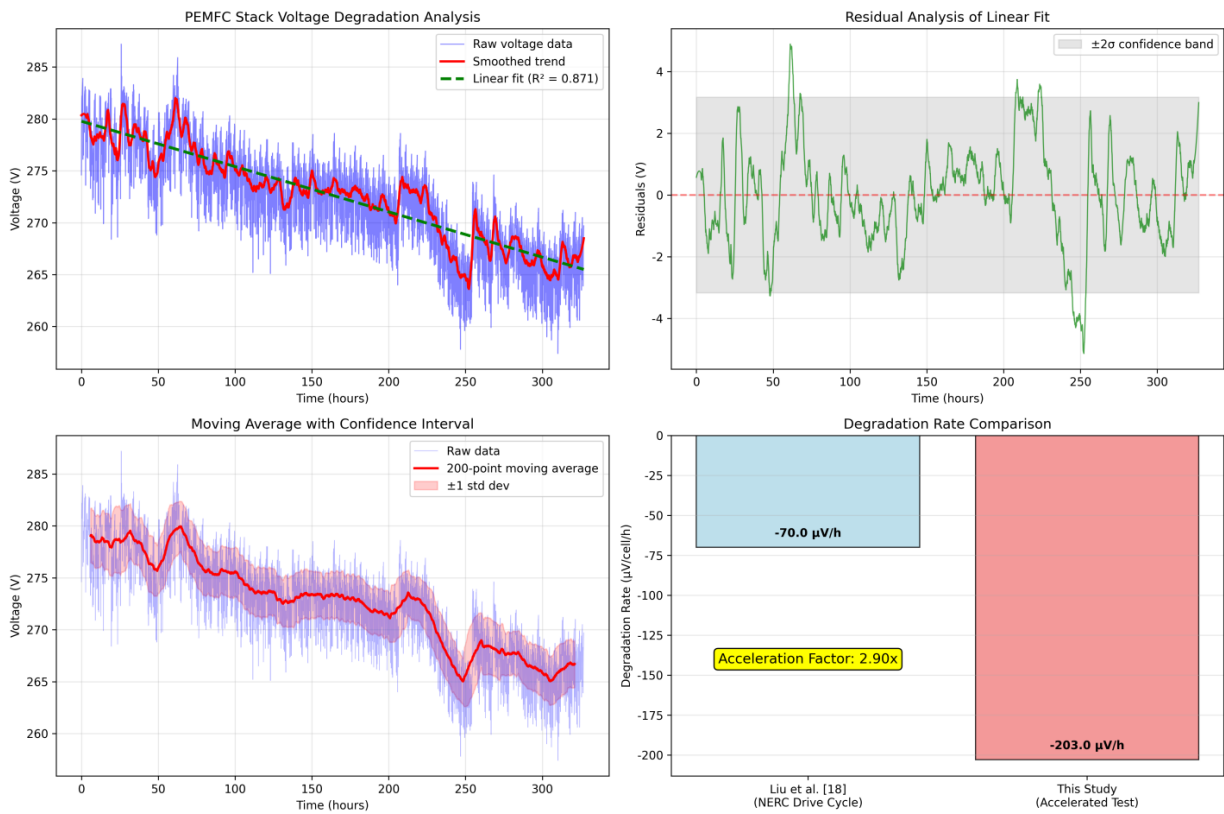 PEMFC Stack Voltage Degradation Analysis
Raw voltage data
Smoothed trend
Linear fit (R² = 0.871)
Voltage (V)
285
280
275
270
265
260
0 50 100 150 200 250 300
Time (hours)
Residual Analysis of Linear Fit
±2σ confidence band
Residuals (V)
4
2
0
-2
-4
0 50 100 150 200 250 300
Time (hours)
Moving Average with Confidence Interval
Raw data
200-point moving average
±1 std dev
Voltage (V)
285
280
275
270
265
260
0 50 100 150 200 250 300
Time (hours)
Degradation Rate Comparison
Degradation Rate (μV/cell/h)
0
-25
-50
-75
-100
-125
-150
-175
-200
-70.0 μV/h
Acceleration Factor: 2.90x
-203.0 μV/h
Liu et al. [18]
(NERC Drive Cycle)
This Study
(Accelerated Test)